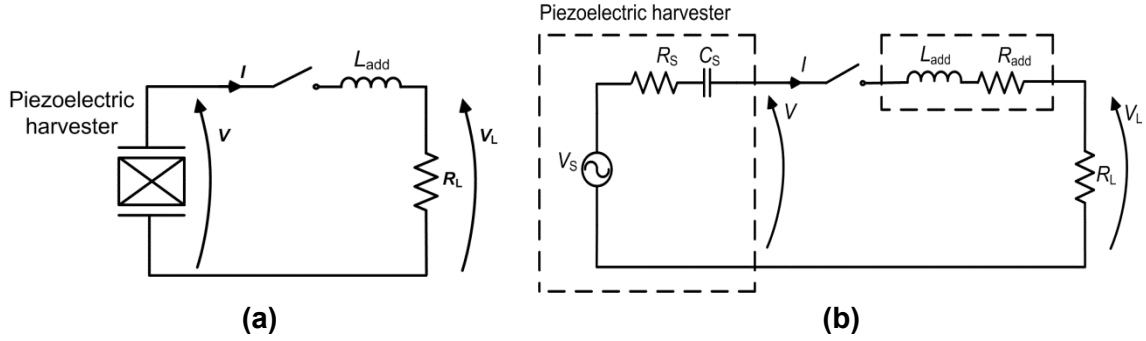 Piezoelectric
harvester
I
L_add
V
V_L
R_L
(a)
Piezoelectric harvester
R_S
C_S
I
L_add
R_add
V_S
V
R_L
V_L
(b)